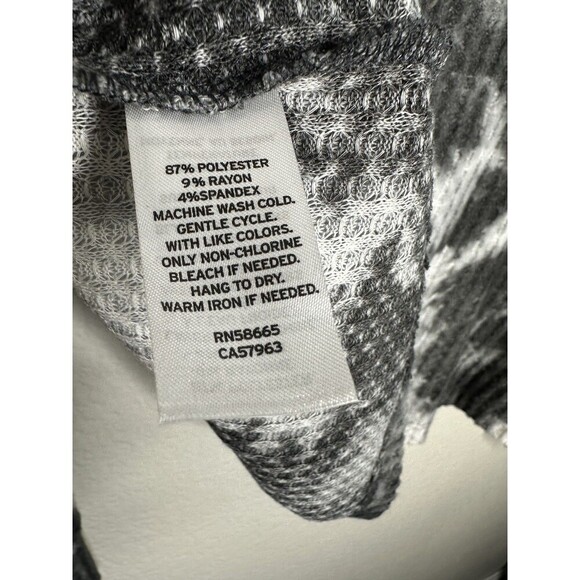 87% POLYESTER
9% RAYON
4%SPANDEX
MACHINE WASH COLD.
GENTLE CYCLE.
WITH LIKE COLORS.
ONLY NON-CHLORINE
BLEACH IF NEEDED.
HANG TO DRY.
WARM IRON IF NEEDED.
RN58665
CA57963